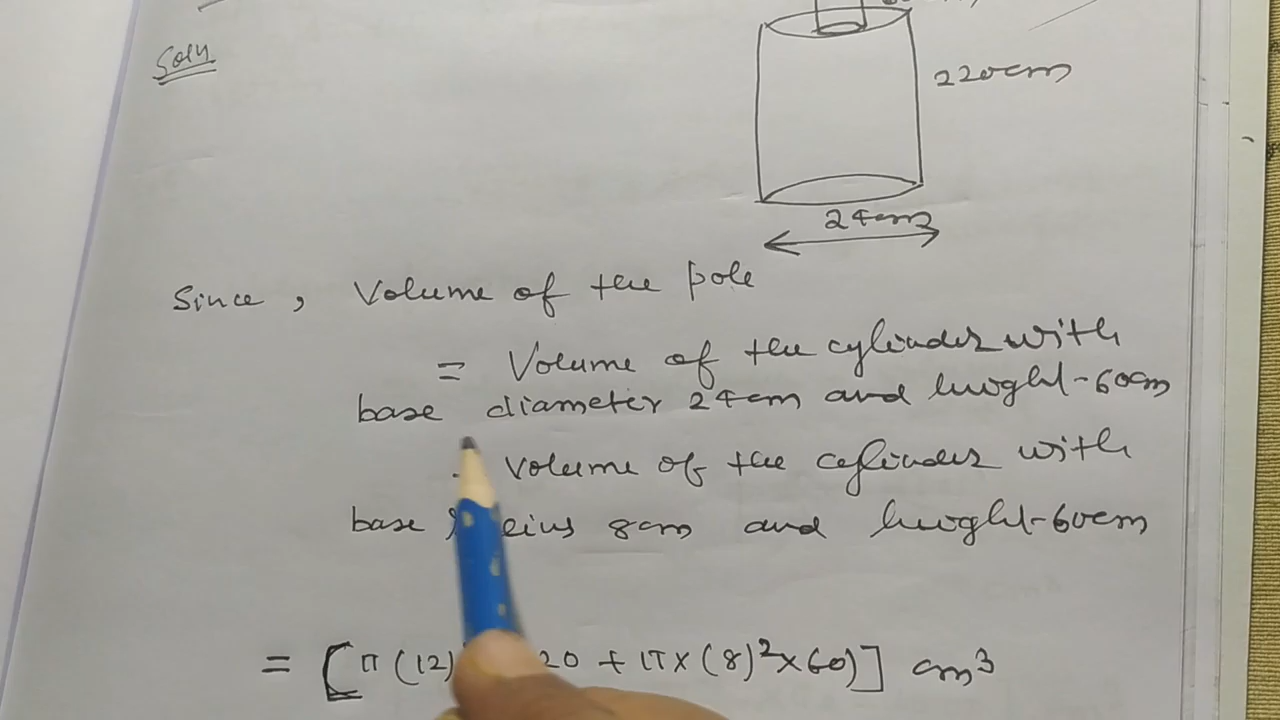 Soln
220cm
24cm
Since, Volume of the pole
= Volume of the cylinder with
base diameter 24cm and height-60cm
Volume of the cylinder with
base 8cm and height-60cm
= [π(12) 20 + π×(8)²×60)] cm³